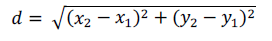 d = √(x₂ − x₁)² + (y₂ − y₁)²